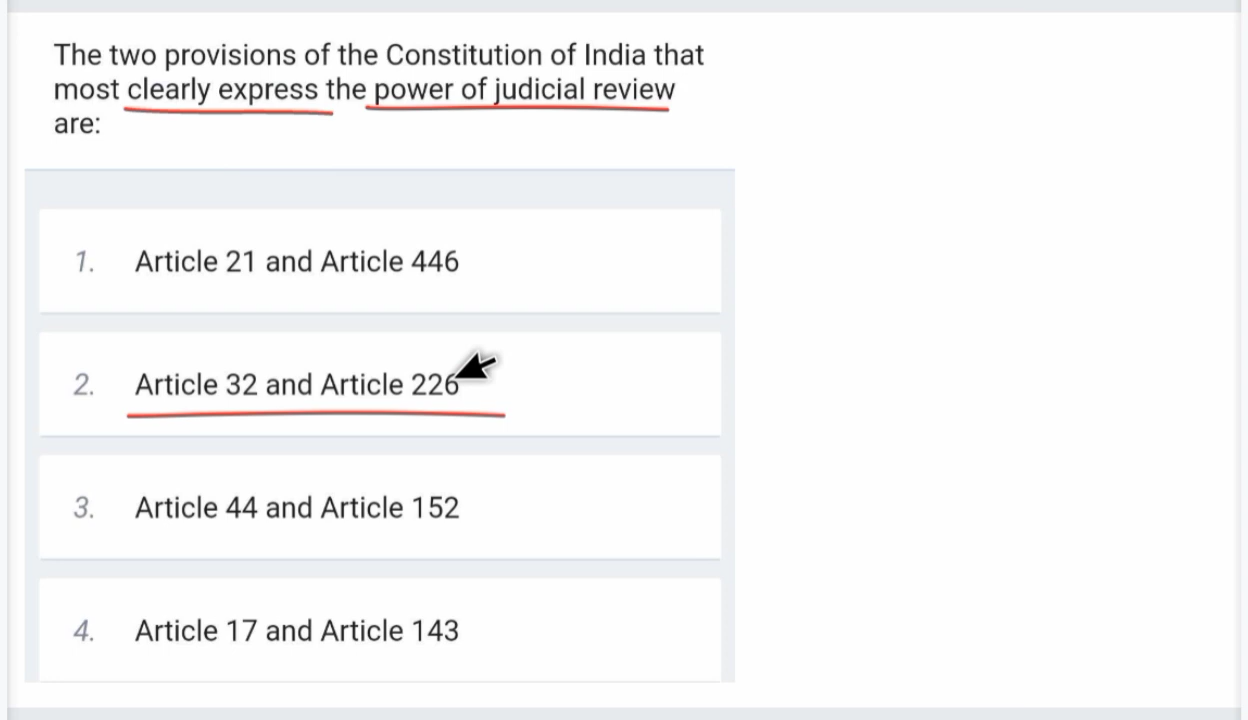 The two provisions of the Constitution of India that
most clearly express the power of judicial review
are:
1. Article 21 and Article 446
2. Article 32 and Article 226
3. Article 44 and Article 152
4. Article 17 and Article 143